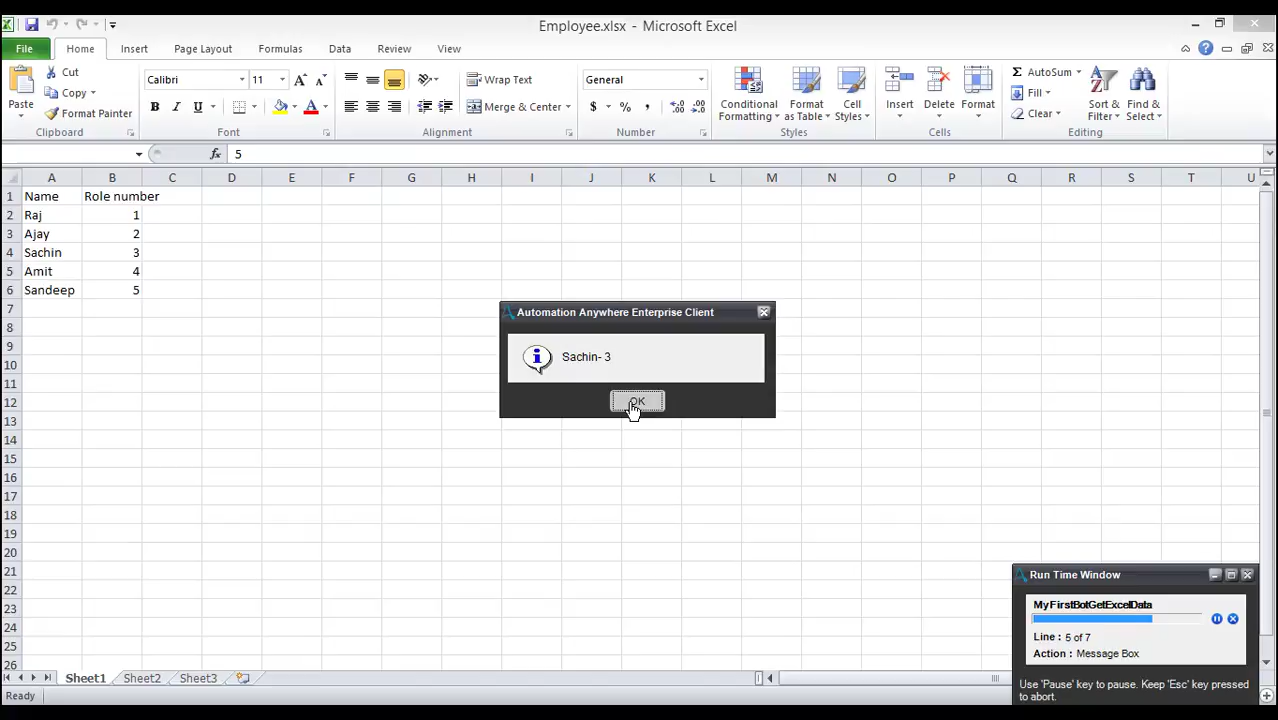 Employee.xlsx - Microsoft Excel
File Home Insert Page Layout Formulas Data Review View
Paste
Cut
Copy
Format Painter
Clipboard
Calibri 11
B I U A
Font
Wrap Text
Merge & Center
Alignment
General
$ % ,
Number
Conditional Formatting
Format as Table
Cell Styles
Styles
Insert
Delete
Format
Cells
AutoSum
Fill
Clear
Sort & Filter
Find & Select
Editing
fx 5
A B C D E F G H I J K L M N O P Q R S T U
1 Name Role number
2 Raj 1
3 Ajay 2
4 Sachin 3
5 Amit 4
6 Sandeep 5
7
8
9
10
11
12
13
14
15
16
17
18
19
20
21
22
23
24
25
26
Automation Anywhere Enterprise Client
Sachin- 3
OK
Run Time Window
MyFirstBotGetExcelData
Line : 5 of 7
Action : Message Box
Use 'Pause' key to pause. Keep 'Esc' key pressed
to abort.
Sheet1 Sheet2 Sheet3
Ready